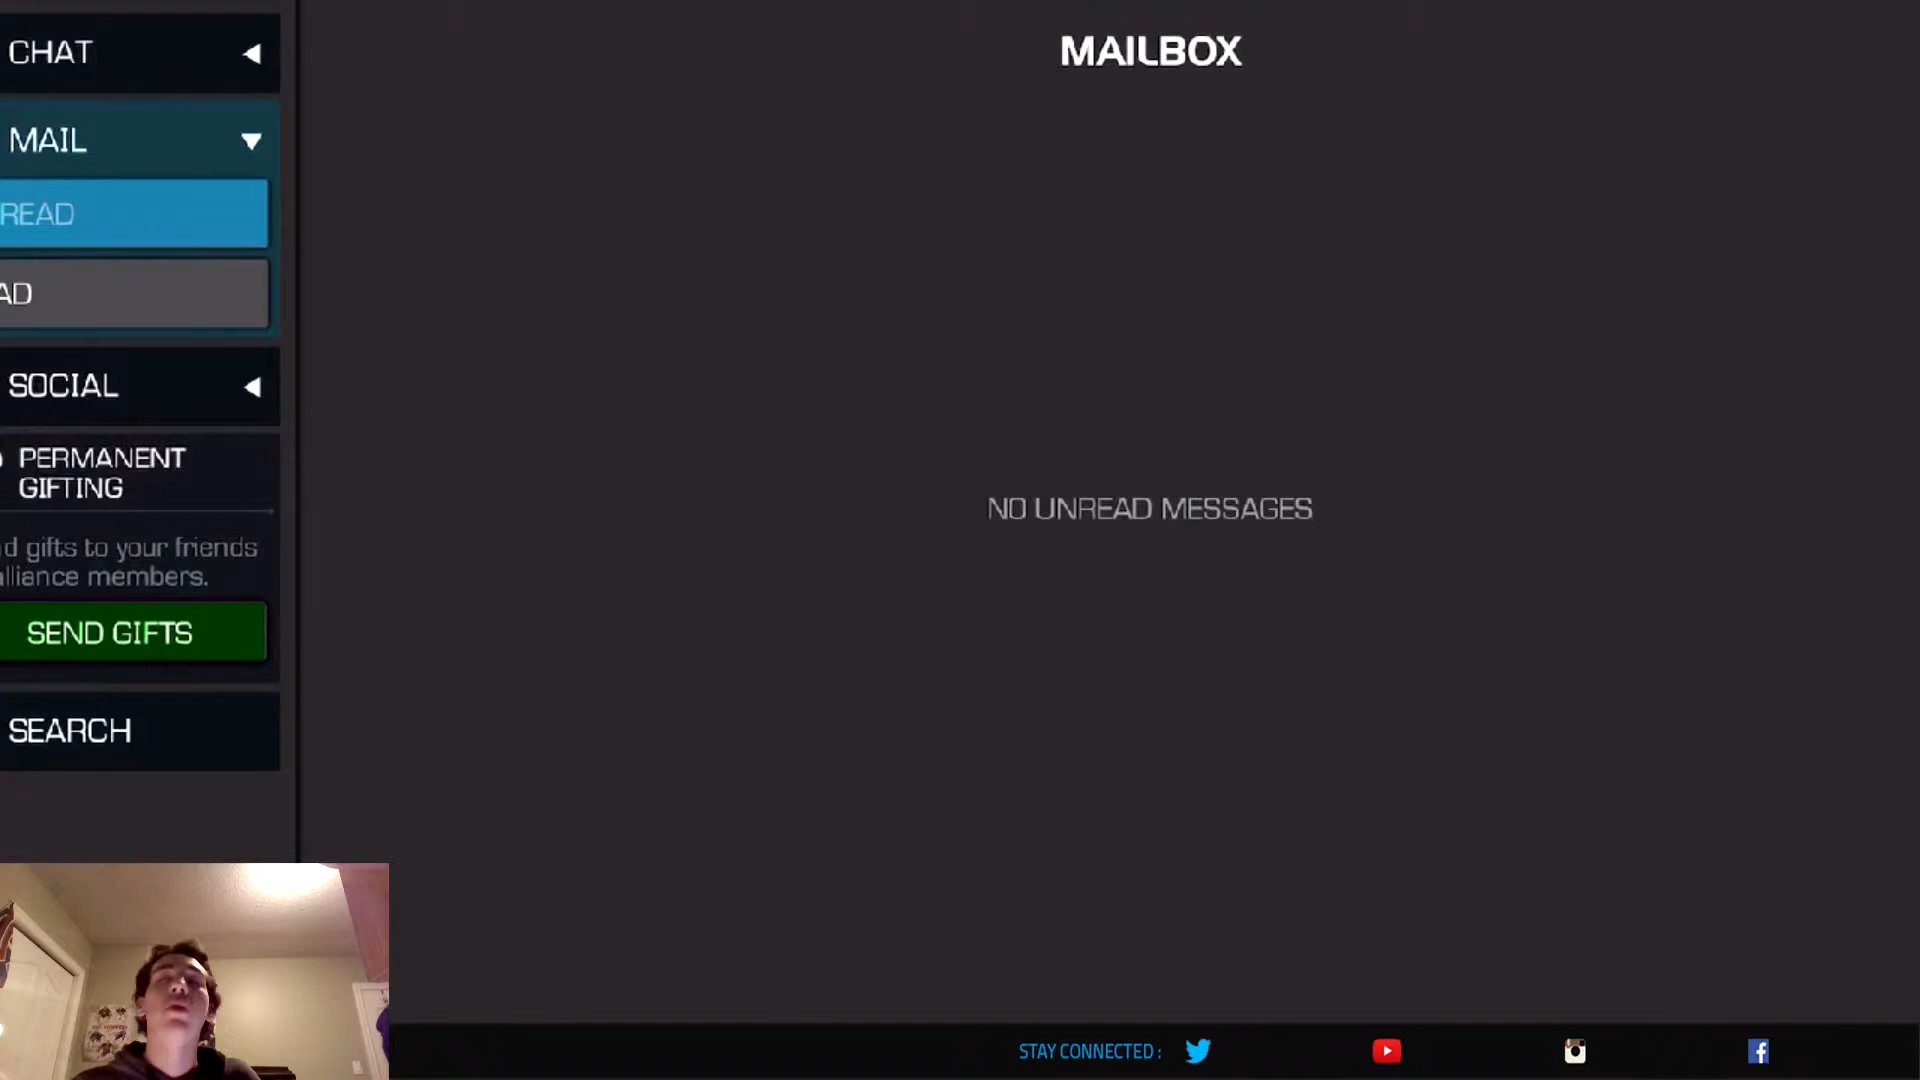 CHAT
MAIL
READ
AD
SOCIAL
PERMANENT
GIFTING
d gifts to your friends
alliance members.
SEND GIFTS
SEARCH
MAILBOX
NO UNREAD MESSAGES
STAY CONNECTED :